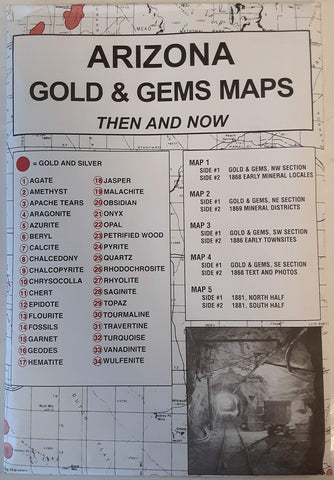 ARIZONA
GOLD & GEMS MAPS
THEN AND NOW
= GOLD AND SILVER
1 AGATE
2 AMETHYST
3 APACHE TEARS
4 ARAGONITE
5 AZURITE
6 BERYL
7 CALCITE
8 CHALCEDONY
9 CHALCOPYRITE
10 CHRYSOCOLLA
11 CHERT
12 EPIDOTE
13 FLOURITE
14 FOSSILS
15 GARNET
16 GEODES
17 HEMATITE
18 JASPER
19 MALACHITE
20 OBSIDIAN
21 ONYX
22 OPAL
23 PETRIFIED WOOD
24 PYRITE
25 QUARTZ
26 RHODOCHROSITE
27 RHYOLITE
28 SAGINITE
29 TOPAZ
30 TOURMALINE
31 TRAVERTINE
32 TURQUOISE
33 VANADINITE
34 WULFENITE
MAP 1
SIDE #1 GOLD & GEMS, NW SECTION
SIDE #2 1868 EARLY MINERAL LOCALES
MAP 2
SIDE #1 GOLD & GEMS, NE SECTION
SIDE #2 1869 MINERAL DISTRICTS
MAP 3
SIDE #1 GOLD & GEMS, SW SECTION
SIDE #2 1886 EARLY TOWNSITES
MAP 4
SIDE #1 GOLD & GEMS, SE SECTION
SIDE #2 1868 TEXT AND PHOTOS
MAP 5
SIDE #1 1881, NORTH HALF
SIDE #2 1881, SOUTH HALF